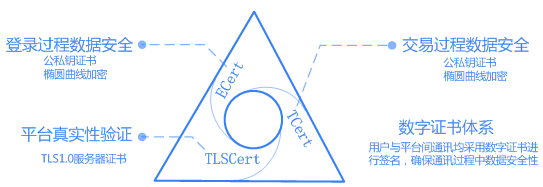 登录过程数据安全
公私钥证书
椭圆曲线加密
交易过程数据安全
公私钥证书
椭圆曲线加密
ECert
TCert
TLSCert
平台真实性验证
TLS1.0服务器证书
数字证书体系
用户与平台间通讯均采用数字证书进
行签名，确保通讯过程中数据安全性